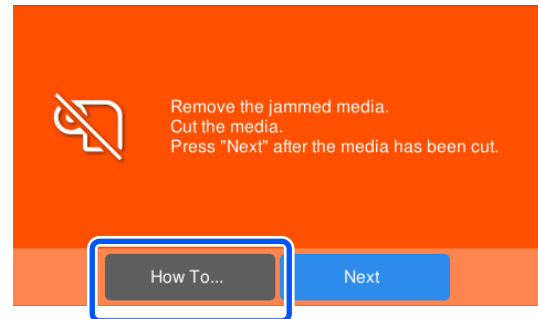 Remove the jammed media.
Cut the media.
Press "Next" after the media has been cut.
How To...
Next